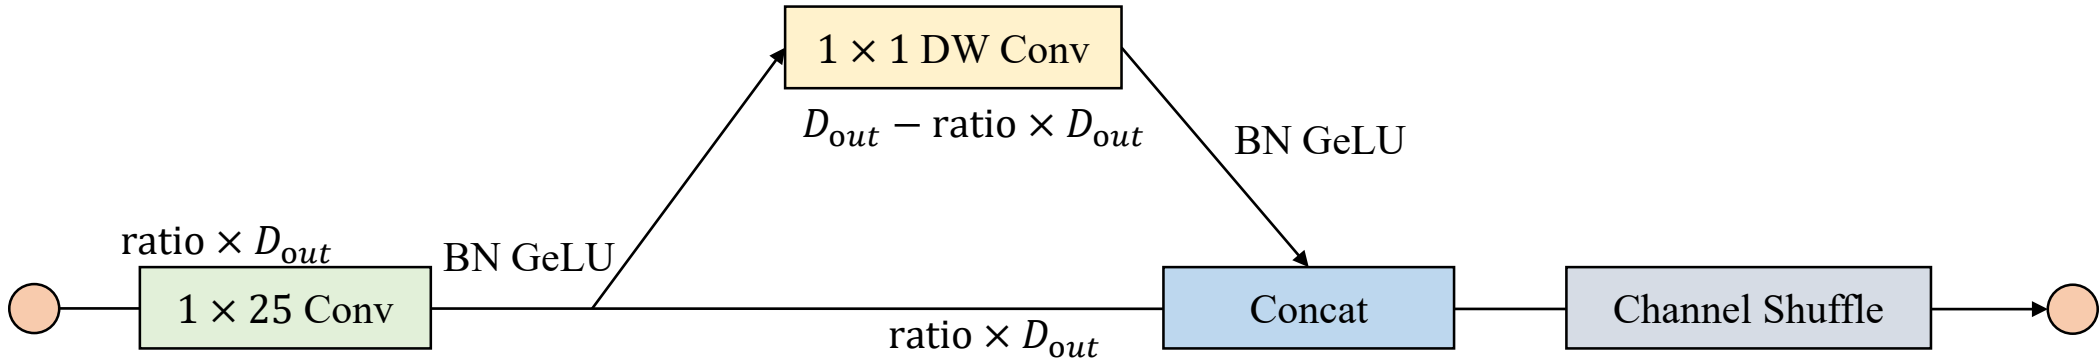 1 × 1 DW Conv
D_out − ratio × D_out
BN GeLU
ratio × D_out
BN GeLU
1 × 25 Conv
Concat
Channel Shuffle
ratio × D_out